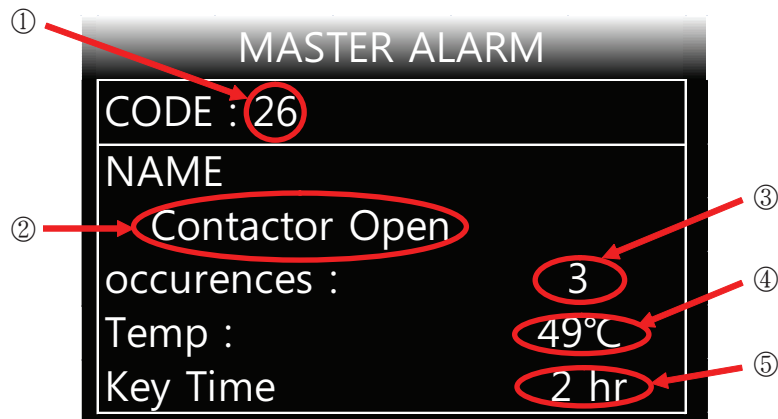 ①
MASTER ALARM
CODE : 26
NAME
② Contactor Open
③
occurences : 3
④
Temp : 49℃
⑤
Key Time 2 hr